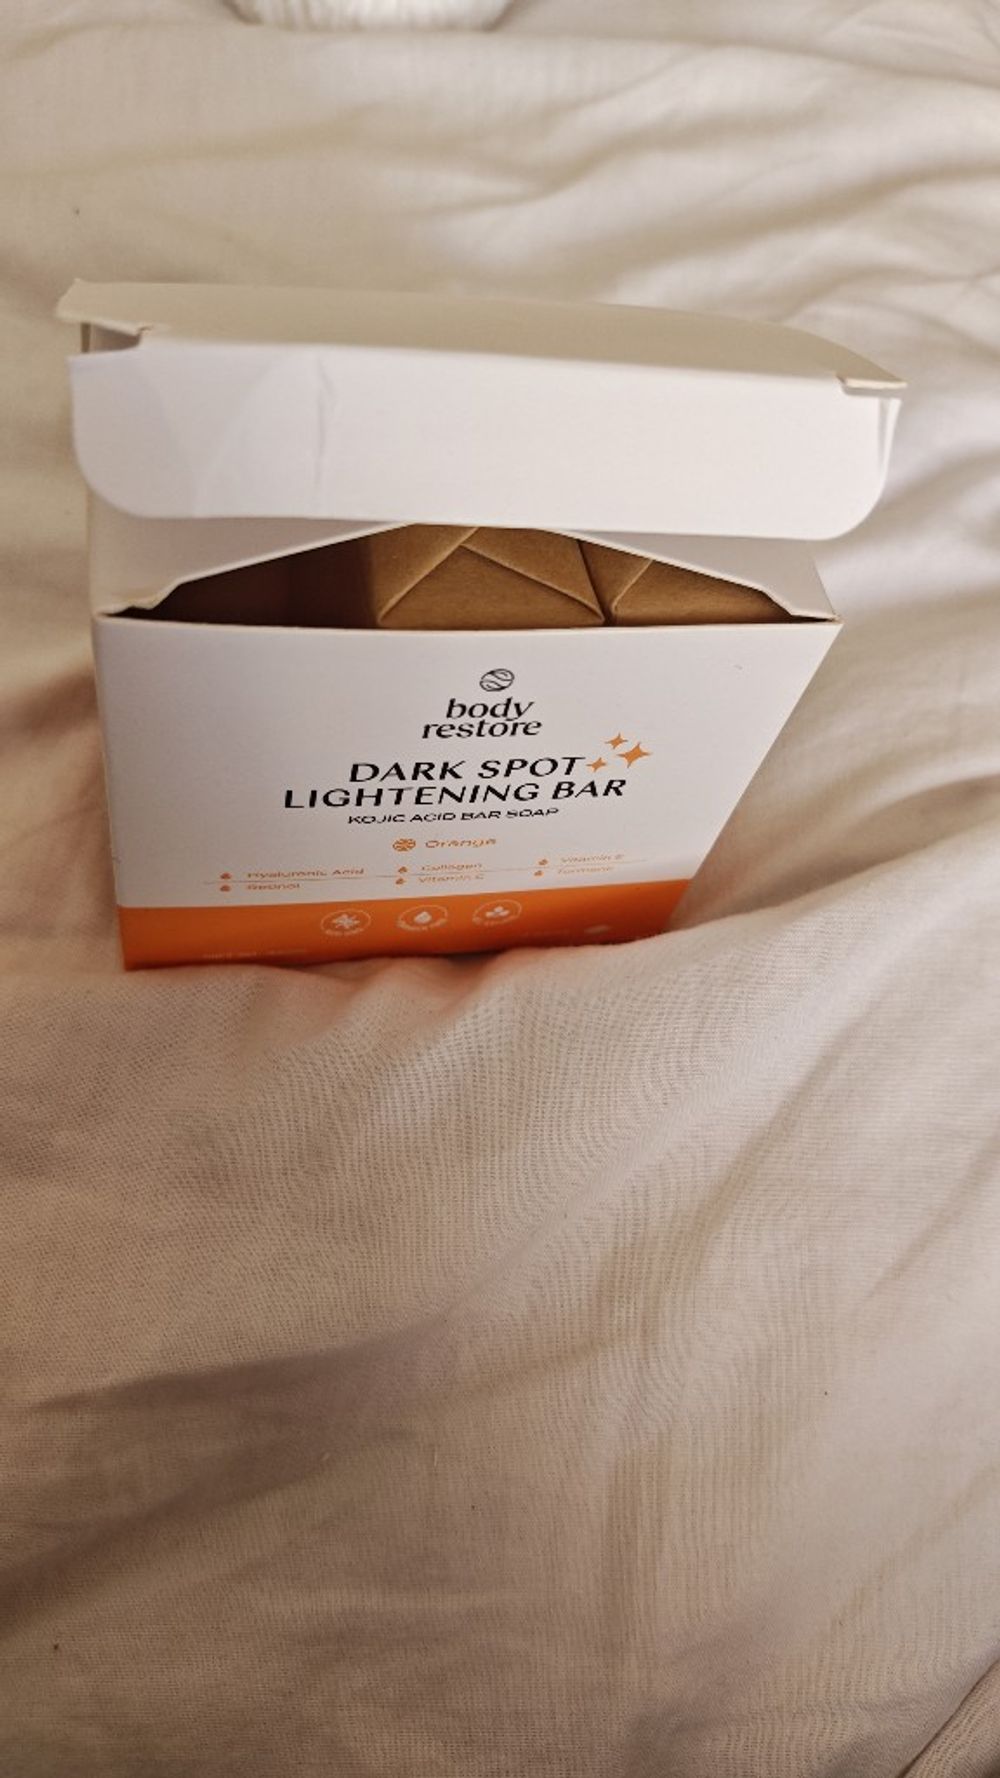 body
restore
DARK SPOT
LIGHTENING BAR
KOJIC ACID BAR SOAP
Orange
Hyaluronic Acid
Collagen
Vitamin E
Retinol
Vitamin C
Turmeric